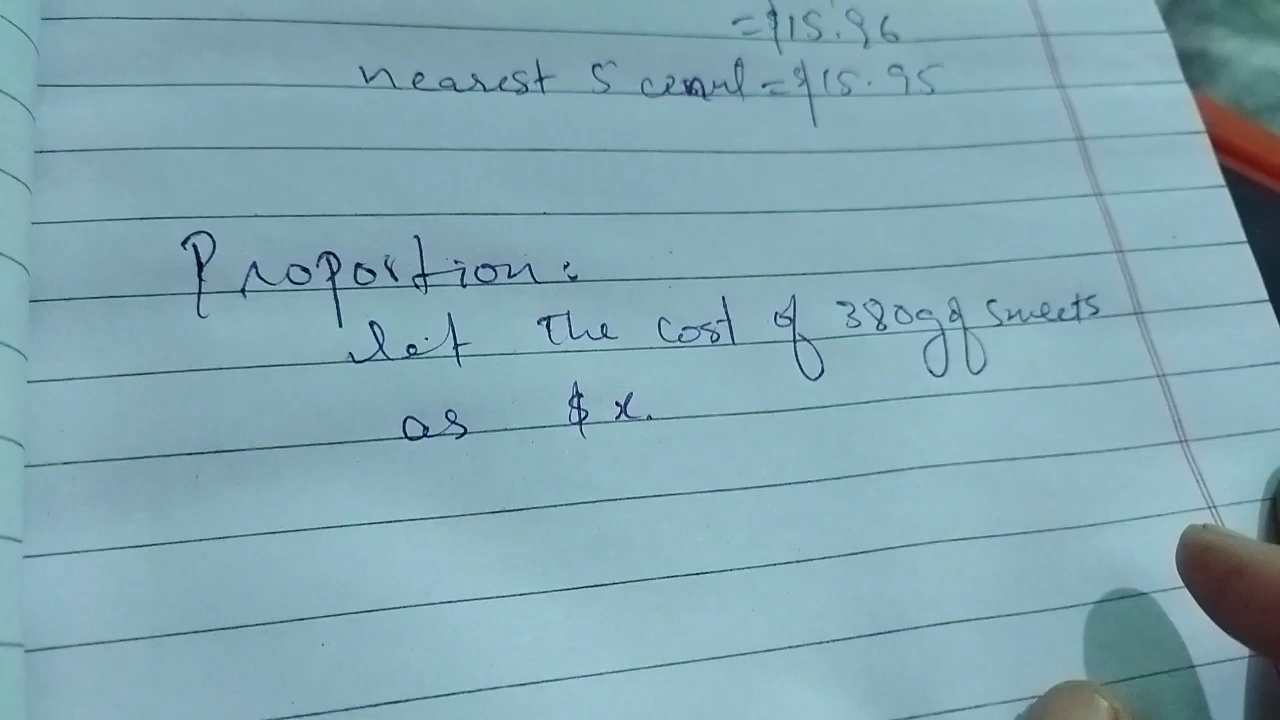 = $15.96
nearest 5 cent = $15.95
Proportion:
let the cost of 380g of sweets
as $x.